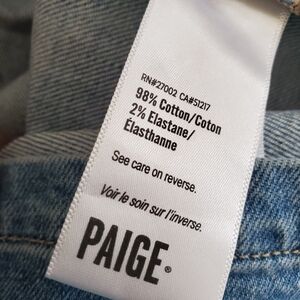 RN#27002 CA#51217
98% Cotton/Coton
2% Elastane/
Élasthanne
See care on reverse.
Voir le soin sur l'inverse.
PAIGE®